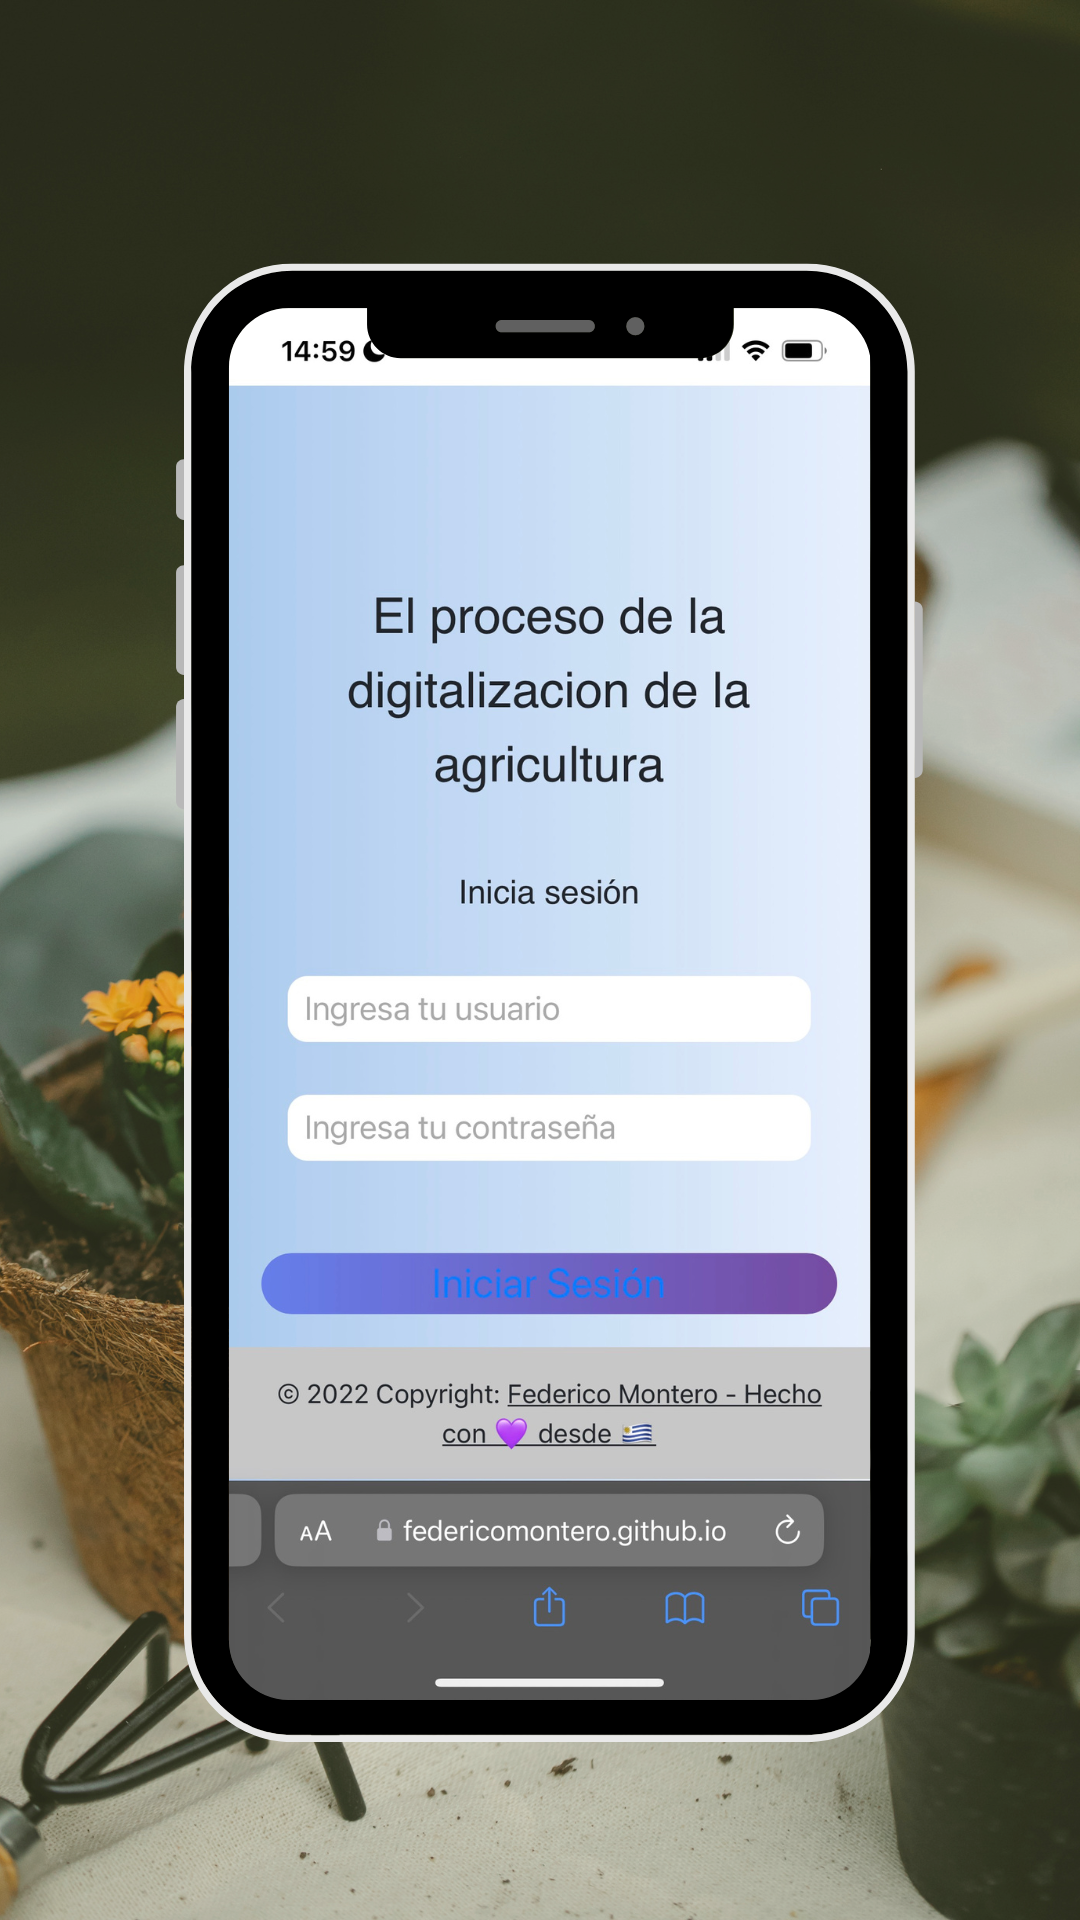 14:59
El proceso de la
digitalizacion de la
agricultura
Inicia sesión
Ingresa tu usuario
Ingresa tu contraseña
Iniciar Sesión
© 2022 Copyright: Federico Montero - Hecho
con 💜 desde 🇺🇾
AA federicomontero.github.io